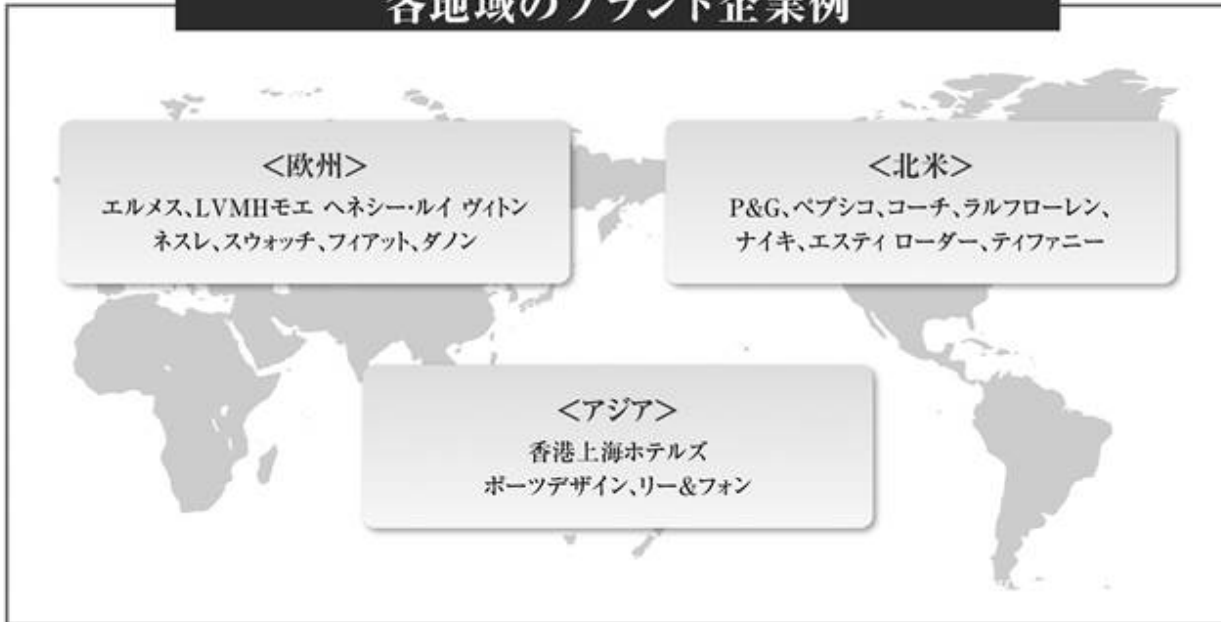 各地域のブランド企業例
<欧州>
エルメス、LVMHモエ ヘネシー・ルイ ヴィトン
ネスレ、スウォッチ、フィアット、ダノン
<北米>
P&G、ペプシコ、コーチ、ラルフローレン、
ナイキ、エスティ ローダー、ティファニー
<アジア>
香港上海ホテルズ
ポーツデザイン、リー&フォン